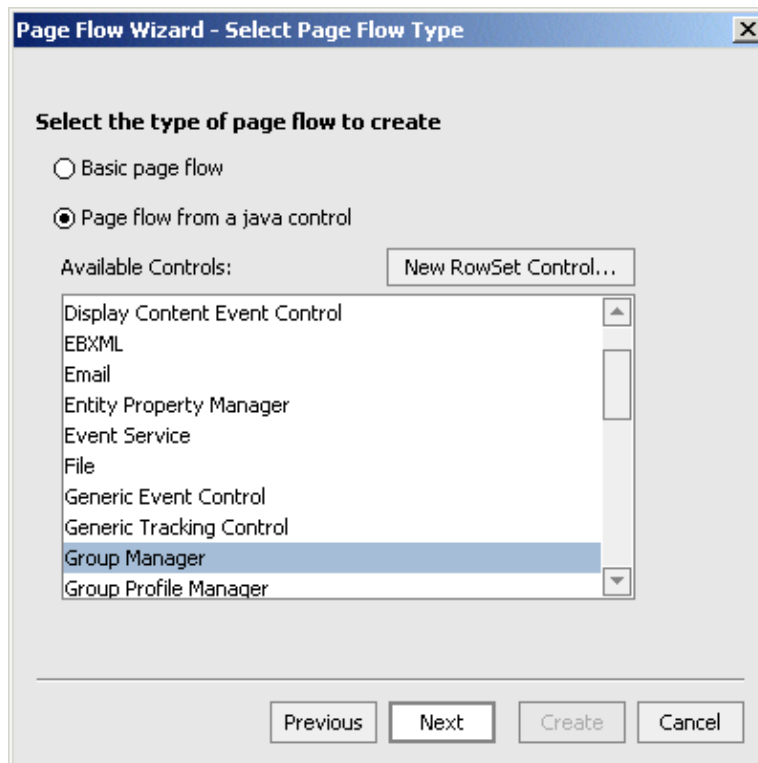 Page Flow Wizard - Select Page Flow Type
Select the type of page flow to create
Basic page flow
Page flow from a java control
Available Controls: New RowSet Control...
Display Content Event Control
EBXML
Email
Entity Property Manager
Event Service
File
Generic Event Control
Generic Tracking Control
Group Manager
Group Profile Manager
Previous Next Create Cancel